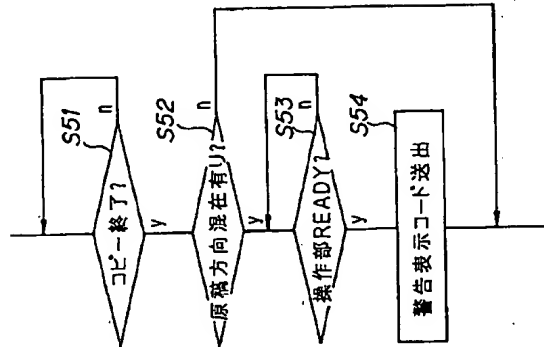 S51
コピー終了?
n
y
S52
原稿方向混在有リ?
n
y
S53
操作部READY?
n
y
S54
警告表示コード送出